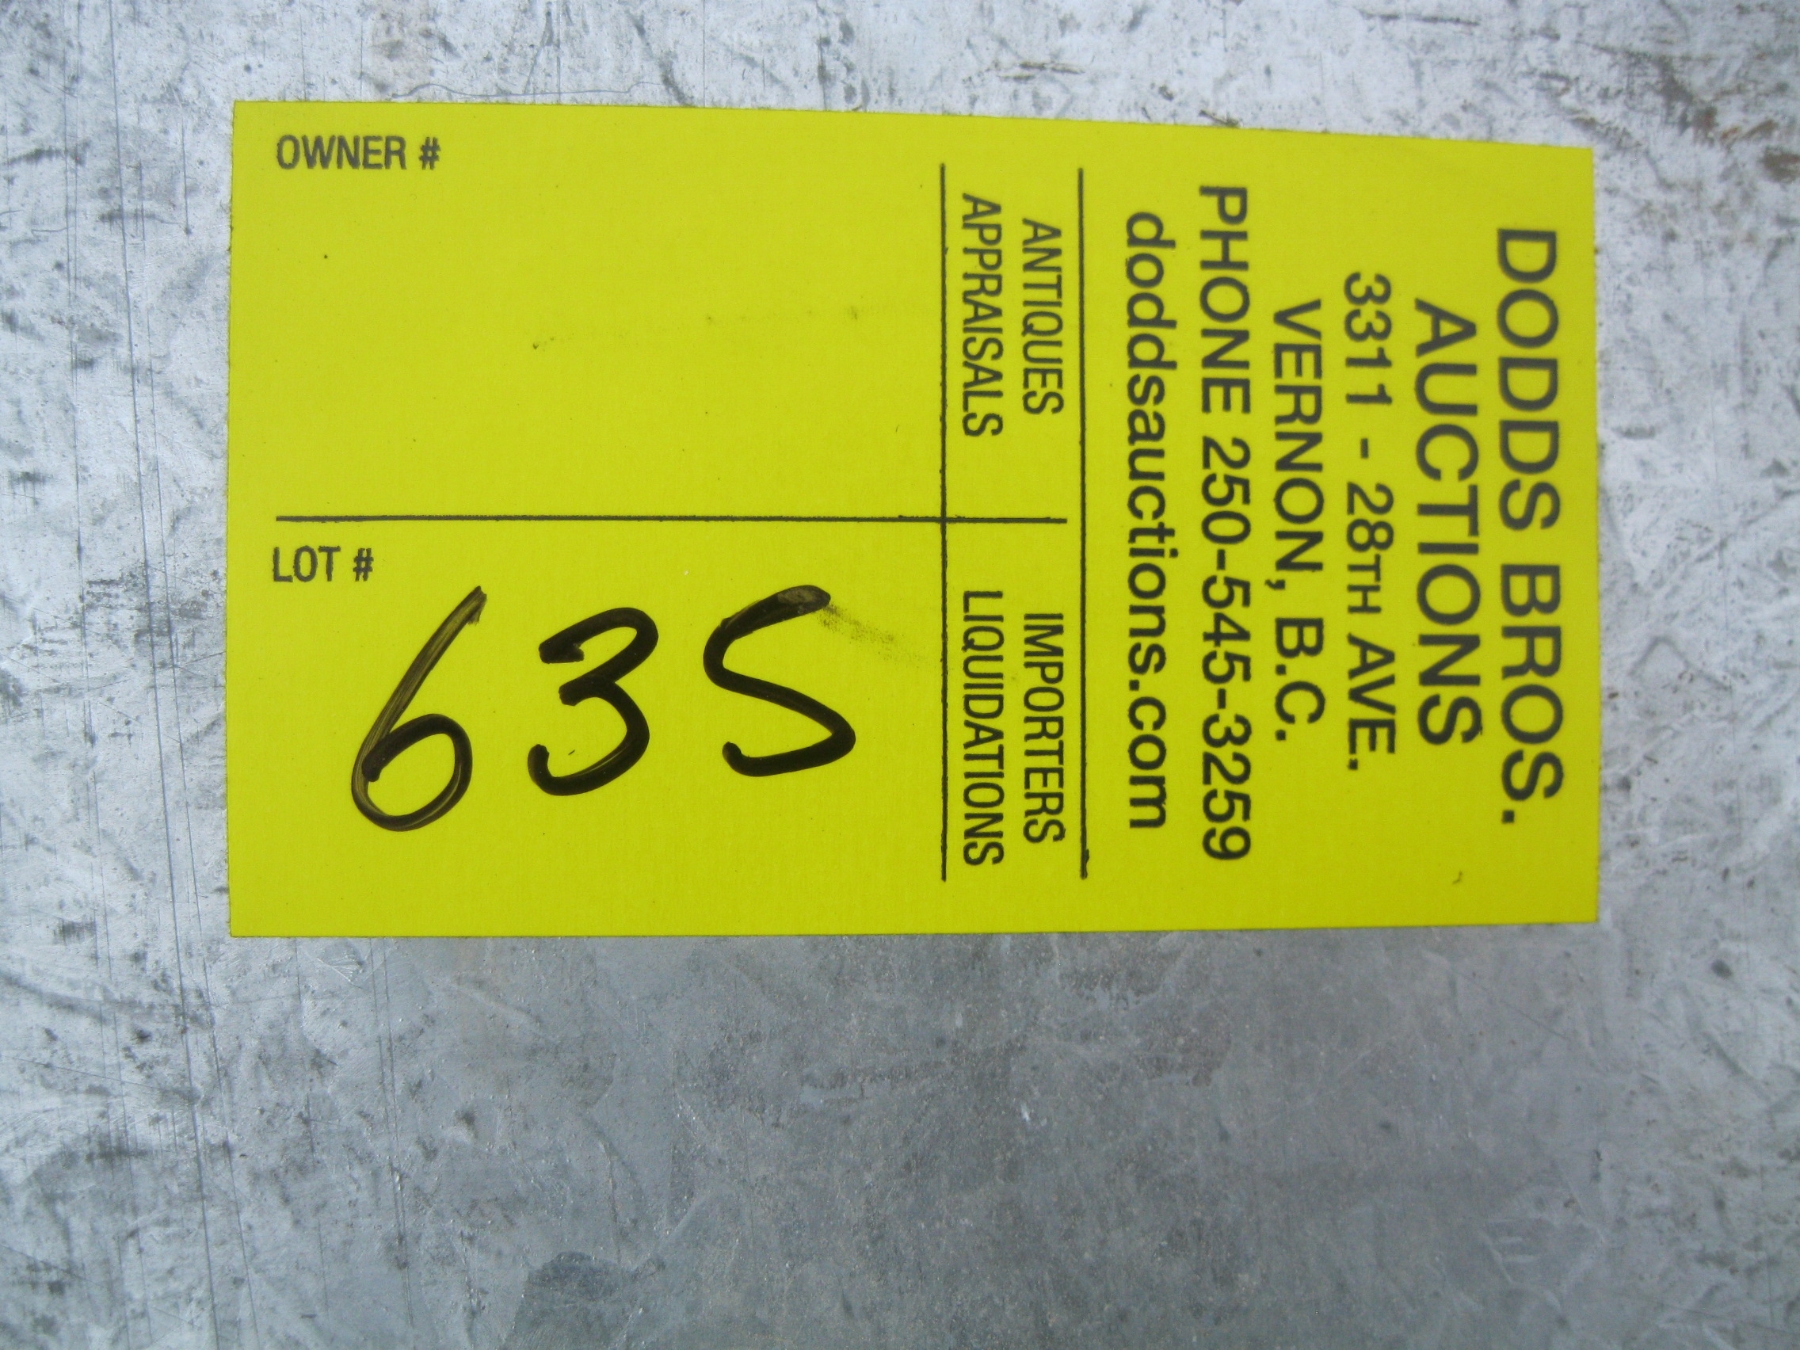 DODDS BROS.
AUCTIONS
3311 - 28TH AVE.
VERNON, B.C.
PHONE 250-545-3259
doddsauctions.com
ANTIQUES
APPRAISALS
IMPORTERS
LIQUIDATIONS
OWNER #
LOT #
635